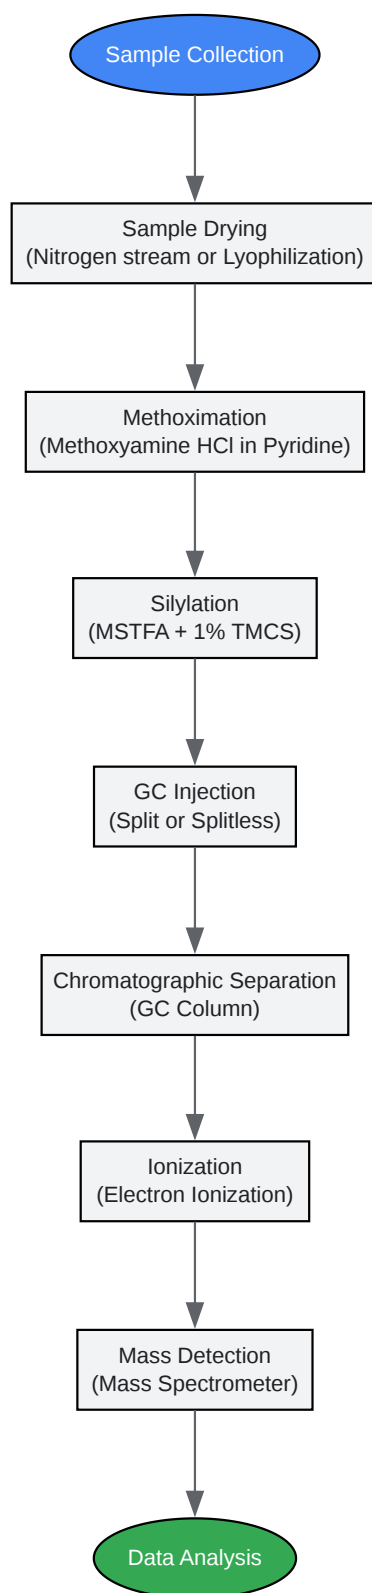 Sample Collection
Sample Drying
(Nitrogen stream or Lyophilization)
Methoximation
(Methoxyamine HCl in Pyridine)
Silylation
(MSTFA + 1% TMCS)
GC Injection
(Split or Splitless)
Chromatographic Separation
(GC Column)
Ionization
(Electron Ionization)
Mass Detection
(Mass Spectrometer)
Data Analysis